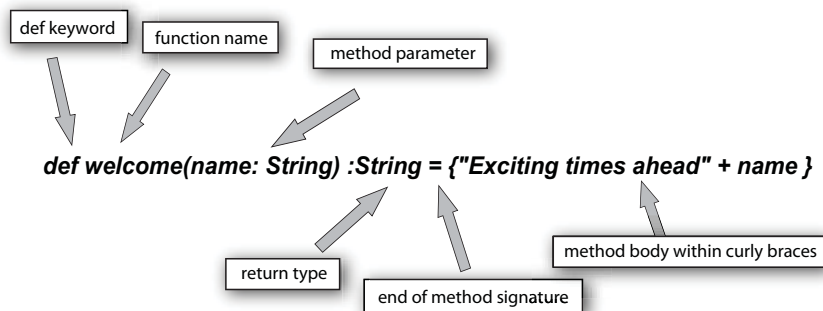 def keyword
function name
method parameter
def welcome(name: String) :String = {"Exciting times ahead" + name }
return type
end of method signature
method body within curly braces